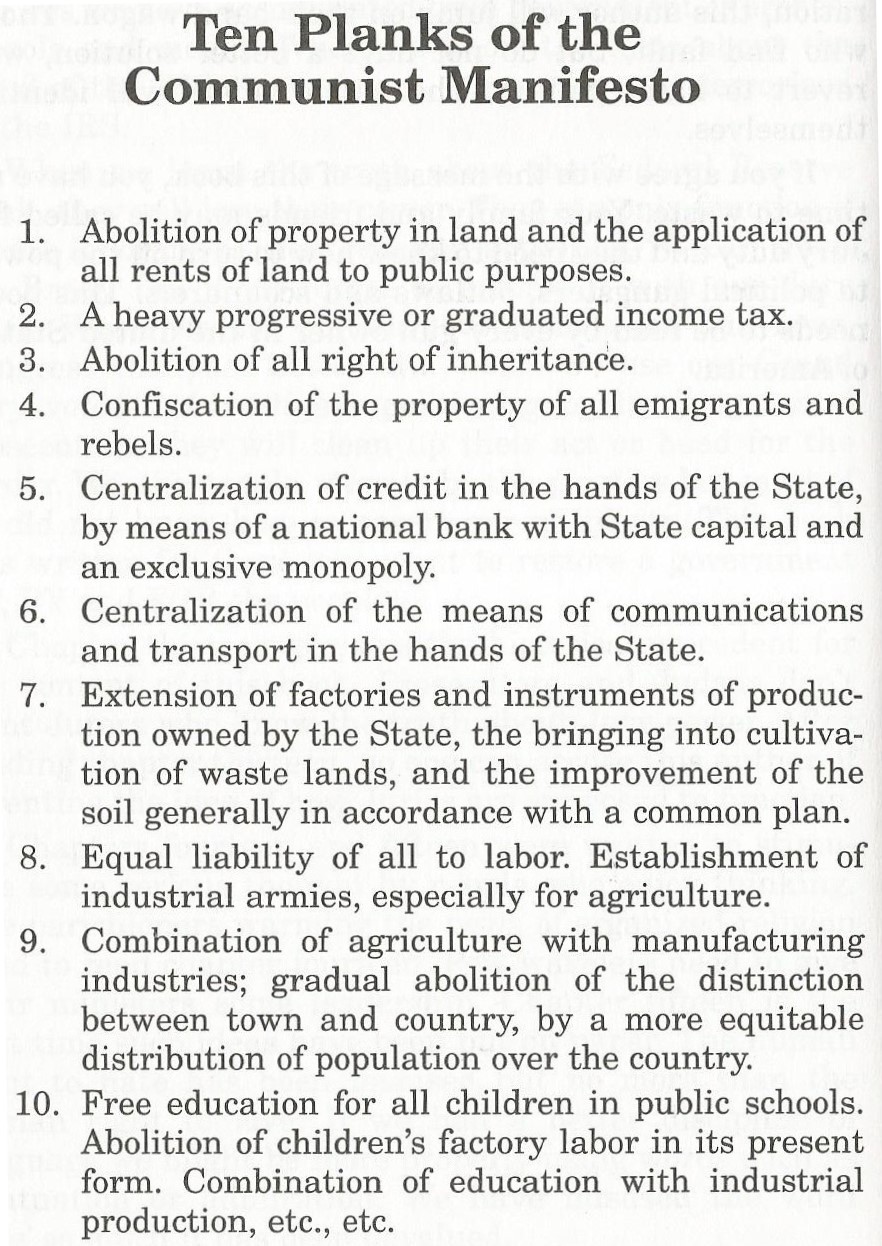 Ten Planks of the
Communist Manifesto
1. Abolition of property in land and the application of
all rents of land to public purposes.
2. A heavy progressive or graduated income tax.
3. Abolition of all right of inheritance.
4. Confiscation of the property of all emigrants and
rebels.
5. Centralization of credit in the hands of the State,
by means of a national bank with State capital and
an exclusive monopoly.
6. Centralization of the means of communications
and transport in the hands of the State.
7. Extension of factories and instruments of produc-
tion owned by the State, the bringing into cultiva-
tion of waste lands, and the improvement of the
soil generally in accordance with a common plan.
8. Equal liability of all to labor. Establishment of
industrial armies, especially for agriculture.
9. Combination of agriculture with manufacturing
industries; gradual abolition of the distinction
between town and country, by a more equitable
distribution of population over the country.
10. Free education for all children in public schools.
Abolition of children's factory labor in its present
form. Combination of education with industrial
production, etc., etc.